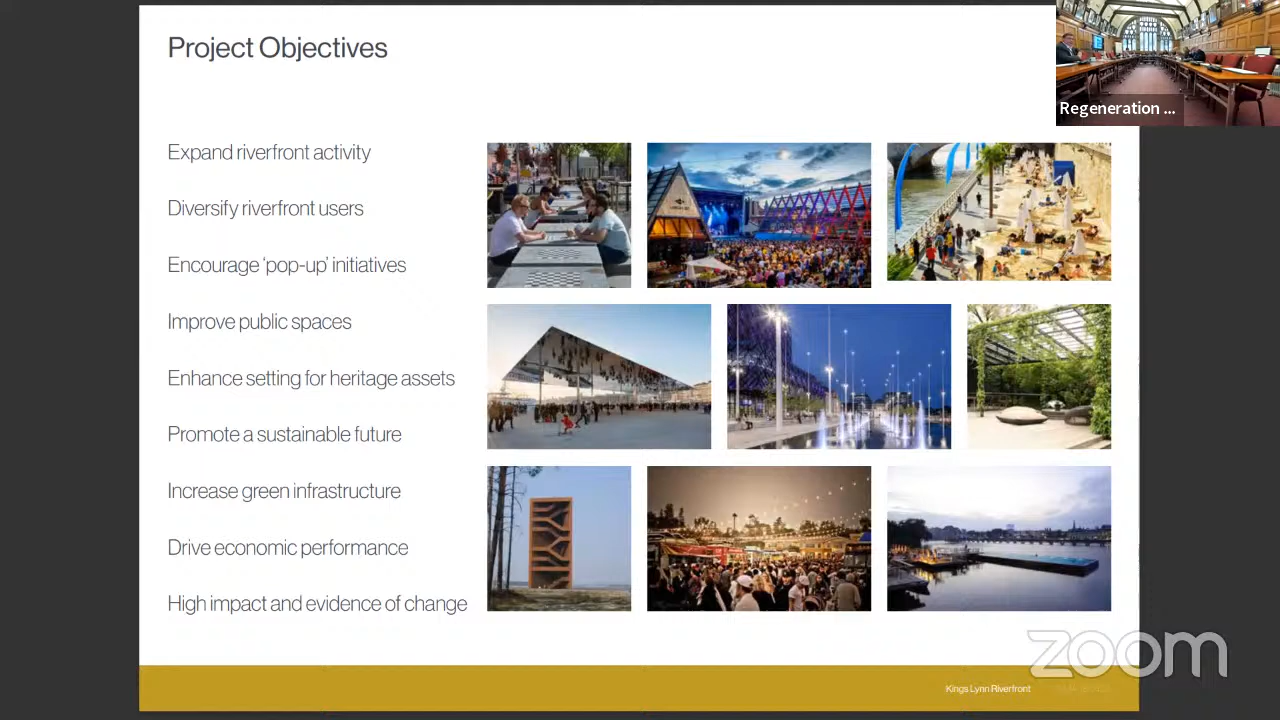 Project Objectives
Regeneration ...
Expand riverfront activity
Diversify riverfront users
Encourage ‘pop-up’ initiatives
Improve public spaces
Enhance setting for heritage assets
Promote a sustainable future
Increase green infrastructure
Drive economic performance
High impact and evidence of change
zoom
Kings Lynn Riverfront